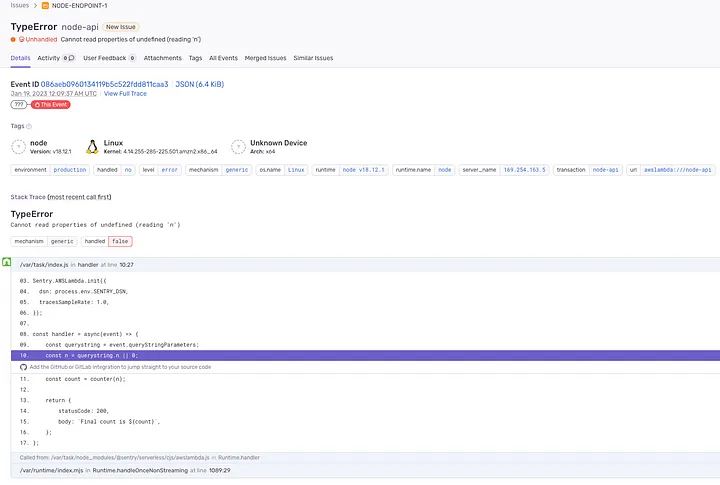 Issues > NODE-ENDPOINT-1
TypeError node-api New Issue
Unhandled Cannot read properties of undefined (reading 'n')
Details Activity 0 User Feedback 0 Attachments Tags All Events Merged Issues Similar Issues
Event ID 086aeb0960134119b5c522fdd811caa3 JSON (6.4 KiB)
Jan 19, 2023 12:09:37 AM UTC View Full Trace
??? This Event
Tags
node Linux Unknown Device
Version: v18.12.1 Kernel: 4.14.255-285-225.501.amzn2.x86_64 Arch: x64
environment production handled no level error mechanism generic os.name Linux runtime node v18.12.1 runtime.name node server_name 169.254.163.5 transaction node-api url awslambda:///node-api
Stack Trace (most recent call first)
TypeError
Cannot read properties of undefined (reading 'n')
mechanism generic handled false
/var/task/index.js in handler at line 10:27
03. Sentry.AWSLambda.init({
04. dsn: process.env.SENTRY_DSN,
05. tracesSampleRate: 1.0,
06. });
07.
08. const handler = async(event) => {
09. const querystring = event.queryStringParameters;
10. const n = querystring.n || 0;
Add the GitHub or GitLab integration to jump straight to your source code
11. const count = counter(n);
12.
13. return {
14. statusCode: 200,
15. body: `Final count is ${count}`,
16. };
17. };
Called from: /var/task/node_modules/@sentry/serverless/cjs/awslambda.js in Runtime.handler
/var/runtime/index.mjs in Runtime.handleOnceNonStreaming at line 1089:29